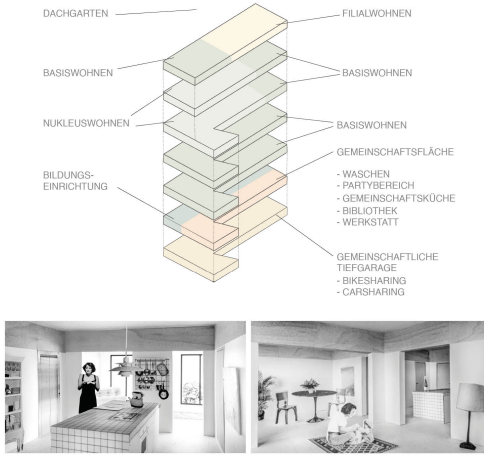 DACHGARTEN
FILIALWOHNEN
BASISWOHNEN
BASISWOHNEN
NUKLEUSWOHNEN
BASISWOHNEN
GEMEINSCHAFTSFLÄCHE
BILDUNGS-
EINRICHTUNG
- WASCHEN
- PARTYBEREICH
- GEMEINSCHAFTSKÜCHE
- BIBLIOTHEK
- WERKSTATT
GEMEINSCHAFTLICHE
TIEFGARAGE
- BIKESHARING
- CARSHARING